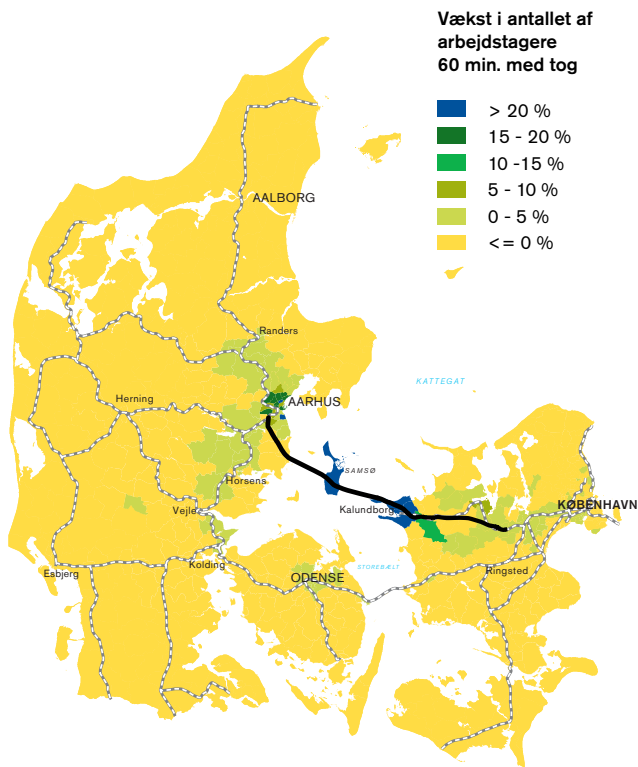 Vækst i antallet af
arbejdstagere
60 min. med tog
> 20 %
15 - 20 %
10 -15 %
5 - 10 %
0 - 5 %
<= 0 %
AALBORG
Randers
KATTEGAT
Herning
AARHUS
SAMSØ
Horsens
Kalundborg
KØBENHAVN
Vejle
STOREBÆLT
Kolding
Ringsted
Esbjerg
ODENSE